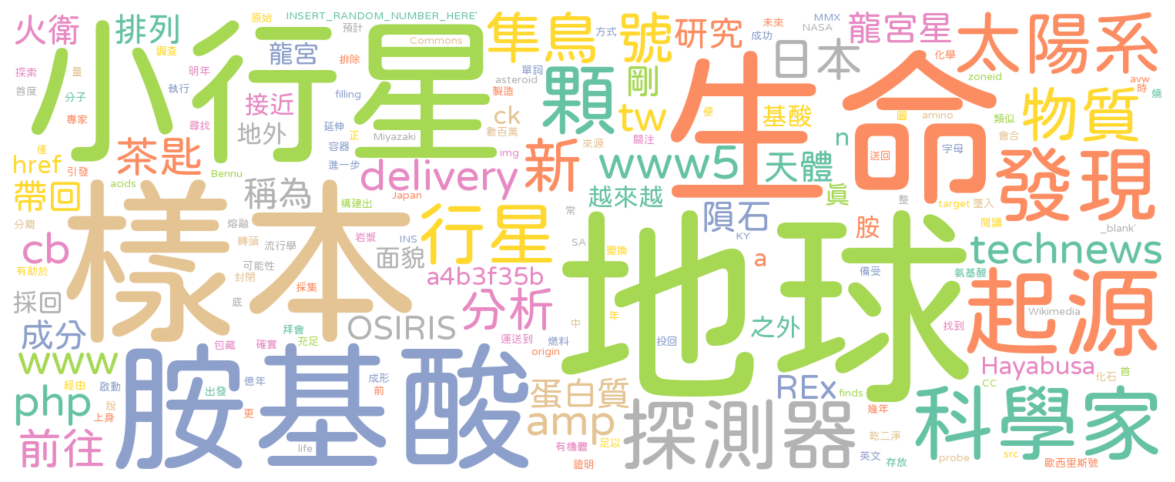 火衛
排列
原始
INSERT_RANDOM_NUMBER_HERE'
預計
Commons
隼鳥
號
方式
未來
成功
MMX
NASA
研究
龍宮星
太陽系
小行星
調查
龍宮
排除
單詞
asteroid
製造
剛
日本
化學
zoneid
avw
時
燒
探索
首度
量
分子
專家
明年
執行
尋找
接近
地外
filling
延伸
容器
進一步
正
Miyazaki
數百萬
ck
顆
來源
tw
關注
生命
使
基酸
圖
amino
類似
會合
物質
僅
引發
href
茶匙
acids
Bennu
Japan
img
delivery
新
www5
天體
n
送回
字母
發現
帶回
稱為
構建出
越來越
真
整
target
墜入
閱讀
_blank'
分期
cb
有助於
樣本
熔融
轉頭
流行學
可能性
封閉
岩漿
INS
面貌
行星
常
SA
變換
KY
隕石
胺
a
technews
氨基酸
備受
採回
底
採集
a4b3f35b
分析
OSIRIS
地球
中
年
之外
找到
Wikimedia
起源
成分
www
包藏
確實
拜會
充足
運送到
燃料
origin
投回
Hayabusa
CC
化石
首
經由
啟動
出發
億年
成形
前
胺基酸
蛋白質
REx
finds
php
說
上身
更
life
amp
足以
有機體
證明
探測器
幾年
乾二淨
英文
存放
probe
科學家
src
歐西里斯號
前往